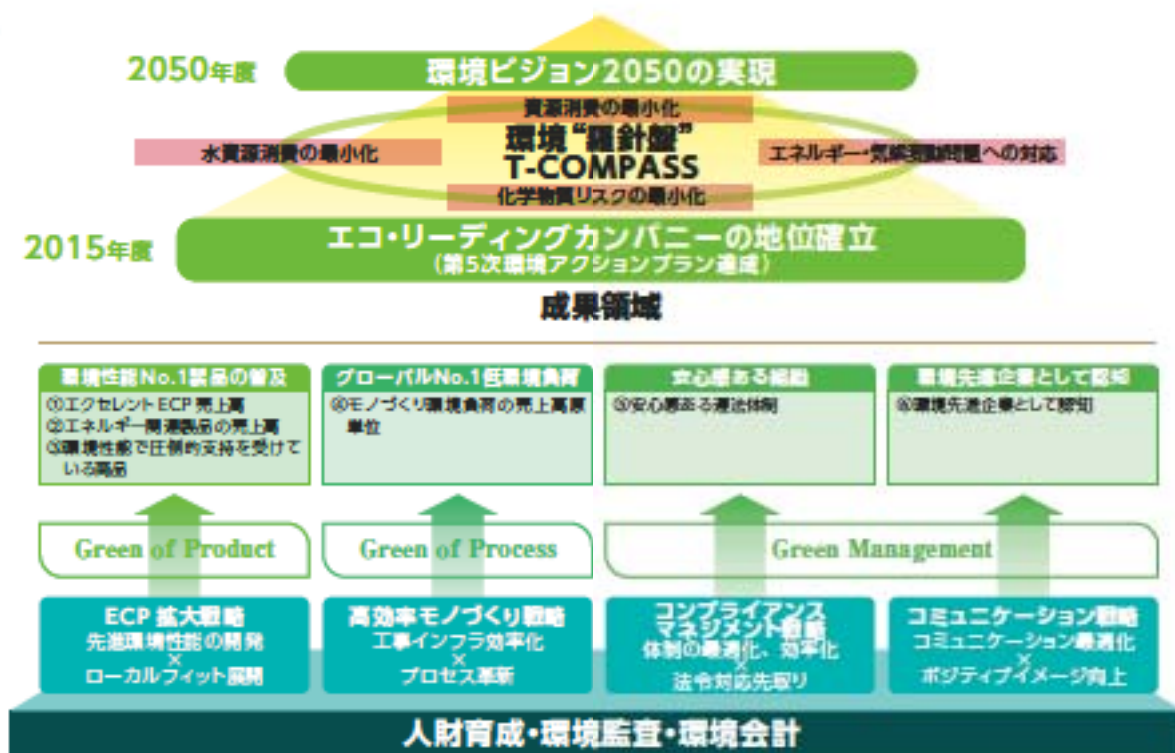 2050年度
環境ビジョン2050の実現
資源消費の最小化
環境“羅針盤”
T-COMPASS
水資源消費の最小化
エネルギー・気候変動問題への対応
化学物質リスクの最小化
2015年度
エコ・リーディングカンパニーの地位確立
(第5次環境アクションプラン達成)
成果領域
環境性能No.1製品の普及
①エクセレントECP売上高
②エネルギー関連製品の売上高
③環境性能で圧倒的支持を受けて
いる商品
グローバルNo.1低環境負荷
④モノづくり環境負荷の売上高原
単位
安心感ある組織
⑤安心感ある遵法体制
環境先進企業として認知
⑥環境先進企業として認知
Green of Product
Green of Process
Green Management
ECP拡大戦略
先進環境性能の開発
×
ローカルフィット展開
高効率モノづくり戦略
工事インフラ効率化
×
プロセス革新
コンプライアンス
マネジメント戦略
体制の最適化、効率化
×
法令対応先取り
コミュニケーション戦略
コミュニケーション最適化
×
ポジティブイメージ向上
人財育成・環境監査・環境会計